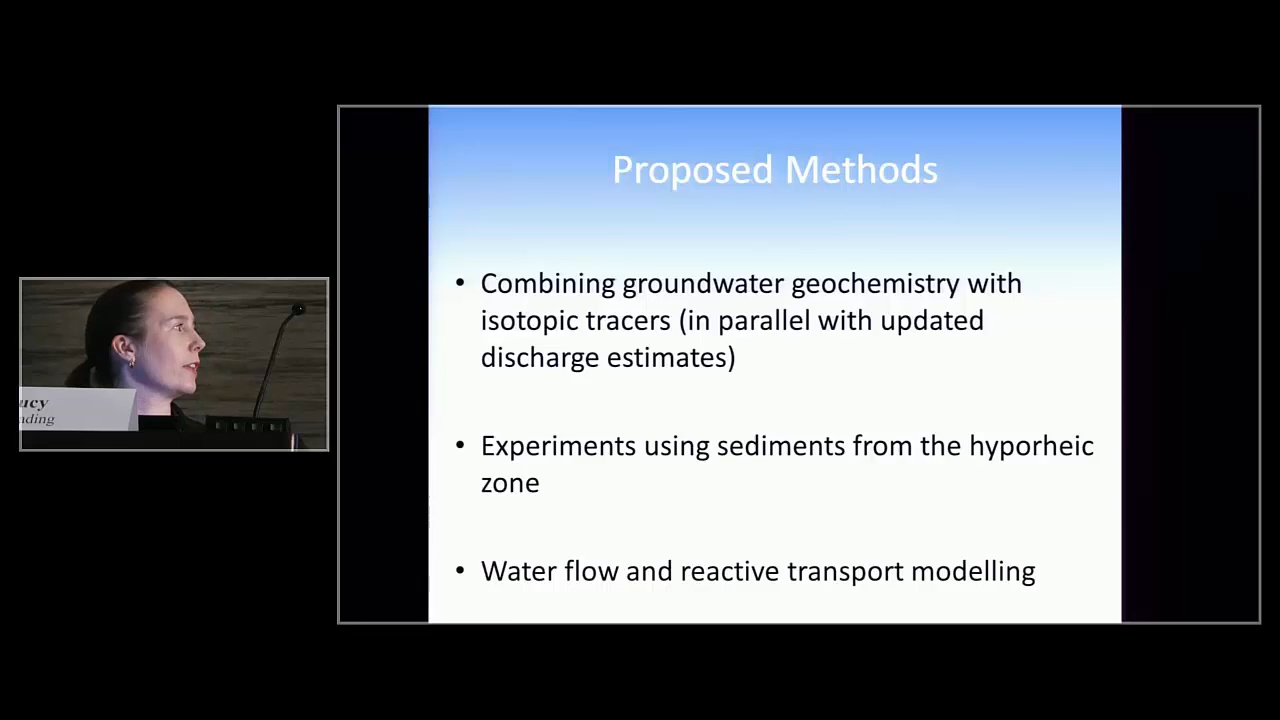 Proposed Methods
• Combining groundwater geochemistry with
isotopic tracers (in parallel with updated
discharge estimates)
• Experiments using sediments from the hyporheic
zone
• Water flow and reactive transport modelling